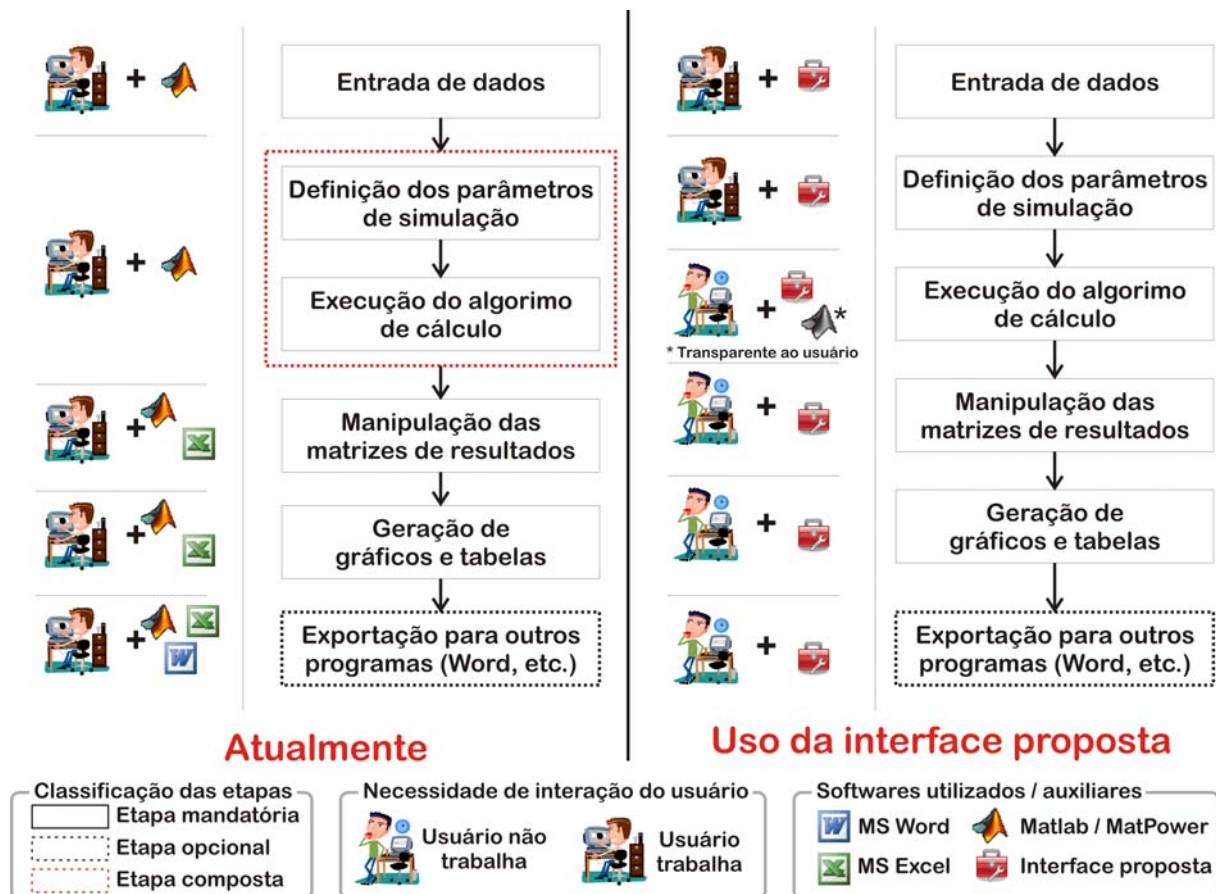 Entrada de dados
Definição dos parâmetros
de simulação
Execução do algorimo
de cálculo
Manipulação das
matrizes de resultados
Geração de
gráficos e tabelas
Exportação para outros
programas (Word, etc.)
Atualmente
* Transparente ao usuário
*
Entrada de dados
Definição dos parâmetros
de simulação
Execução do algorimo
de cálculo
Manipulação das
matrizes de resultados
Geração de
gráficos e tabelas
Exportação para outros
programas (Word, etc.)
Uso da interface proposta
Classificação das etapas
Etapa mandatória
Etapa opcional
Etapa composta
Necessidade de interação do usuário
Usuário não
trabalha
Usuário
trabalha
Softwares utilizados / auxiliares
MS Word
Matlab / MatPower
MS Excel
Interface proposta